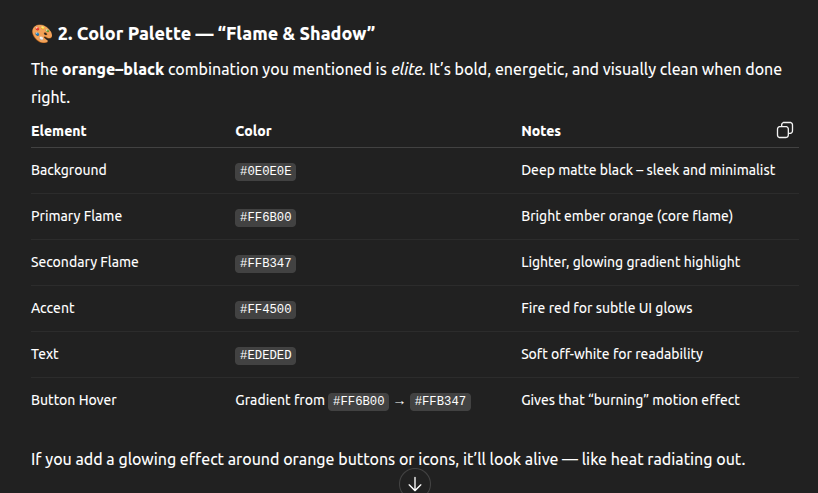 🎨 2. Color Palette — “Flame & Shadow”
The orange–black combination you mentioned is elite. It’s bold, energetic, and visually clean when done
right.
Element Color Notes
Background #0E0E0E Deep matte black – sleek and minimalist
Primary Flame #FF6B00 Bright ember orange (core flame)
Secondary Flame #FFB347 Lighter, glowing gradient highlight
Accent #FF4500 Fire red for subtle UI glows
Text #EDEDED Soft off-white for readability
Button Hover Gradient from #FF6B00 → #FFB347 Gives that “burning” motion effect
If you add a glowing effect around orange buttons or icons, it’ll look alive — like heat radiating out.